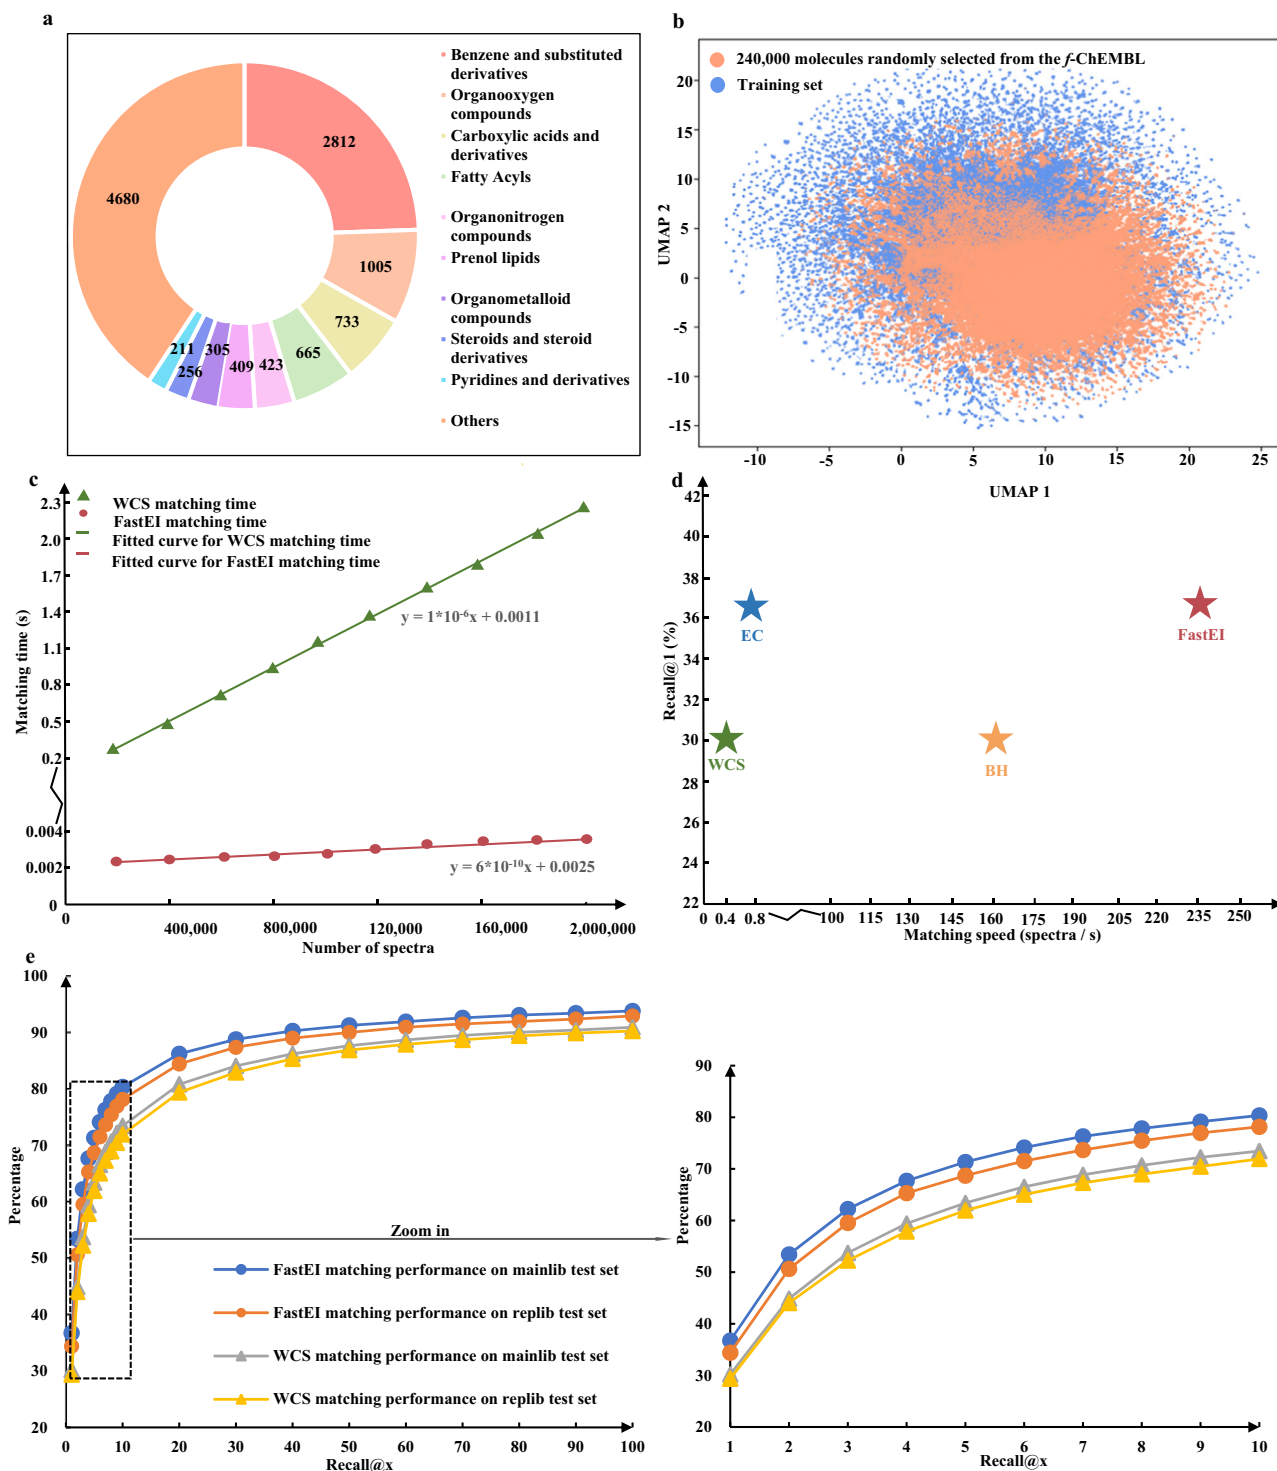 a
2812
1005
733
665
423
409
305
256
211
4680
Benzene and substituted
derivatives
Organooxygen
compounds
Carboxylic acids and
derivatives
Fatty Acyls
Organonitrogen
compounds
Prenol lipids
Organometalloid
compounds
Steroids and steroid
derivatives
Pyridines and derivatives
Others
b
240,000 molecules randomly selected from the f-ChEMBL
Training set
UMAP 2
20
15
10
5
0
-5
-10
-15
-10
-5
0
5
10
15
20
25
UMAP 1
c
WCS matching time
FastEI matching time
Fitted curve for WCS matching time
Fitted curve for FastEI matching time
Matching time (s)
2.3
2.0
1.7
1.4
1.1
0.8
0.5
0.2
0.004
0.002
0
y = 1*10⁻⁶x + 0.0011
y = 6*10⁻¹⁰x + 0.0025
0
400,000
800,000
120,000
160,000
2,000,000
Number of spectra
d
Recall@1 (%)
42
40
38
36
34
32
30
28
26
24
22
EC
FastEI
WCS
BH
0
0.4
0.8
100
115
130
145
160
175
190
205
220
235
250
Matching speed (spectra / s)
e
Percentage
100
90
80
70
60
50
40
30
20
Zoom in
FastEI matching performance on mainlib test set
FastEI matching performance on replib test set
WCS matching performance on mainlib test set
WCS matching performance on replib test set
0
10
20
30
40
50
60
70
80
90
100
Recall@x
Percentage
90
80
70
60
50
40
30
20
1
2
3
4
5
6
7
8
9
10
Recall@x